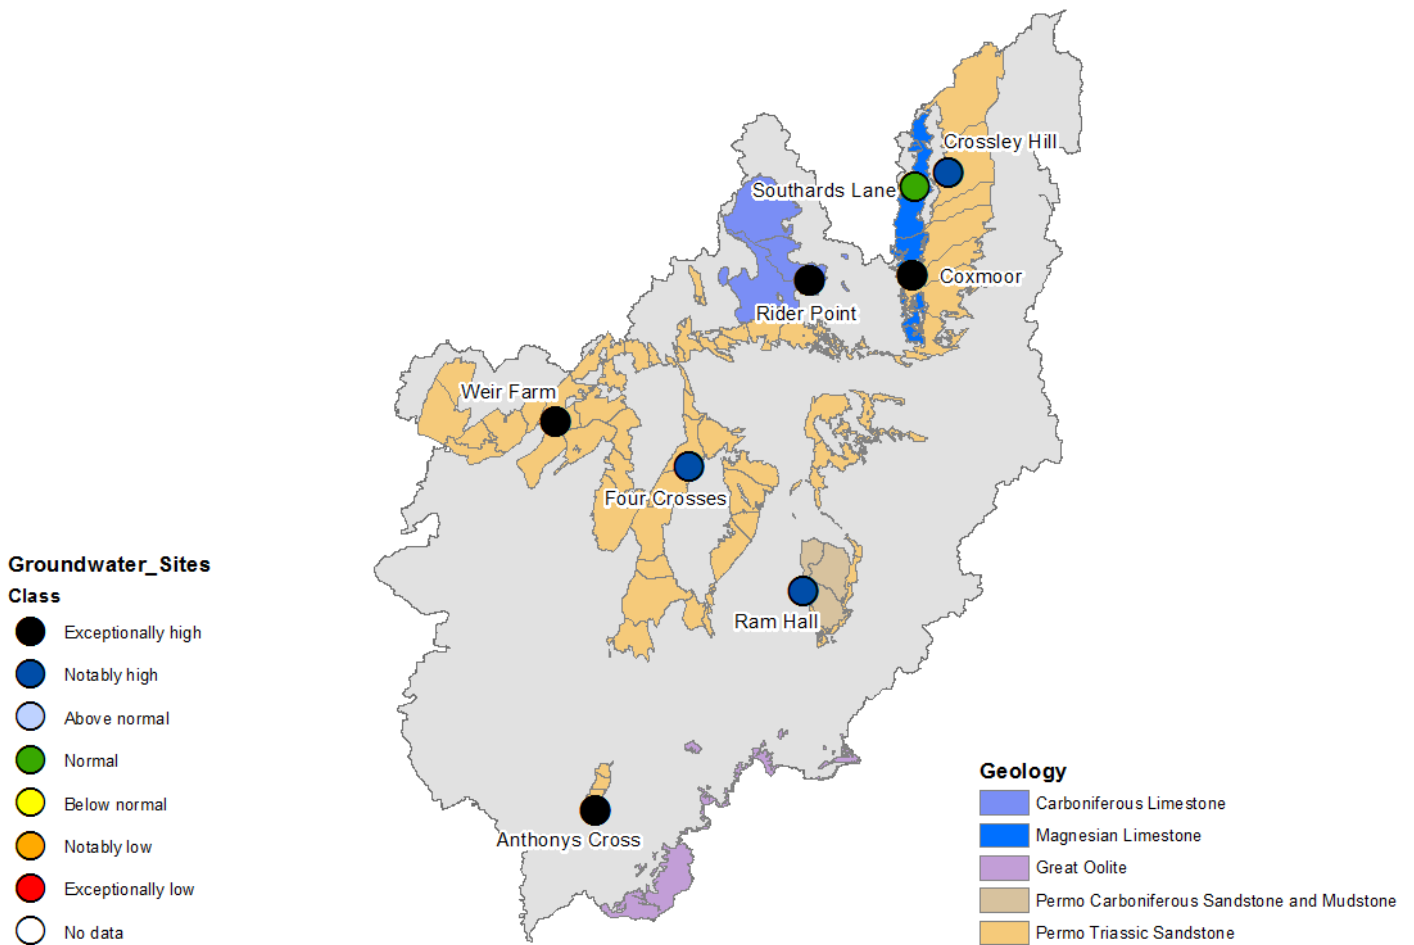 Crossley Hill
Southards Lane
Coxmoor
Rider Point
Weir Farm
Four Crosses
Ram Hall
Anthonys Cross
Groundwater_Sites
Class
Exceptionally high
Notably high
Above normal
Normal
Below normal
Notably low
Exceptionally low
No data
Geology
Carboniferous Limestone
Magnesian Limestone
Great Oolite
Permo Carboniferous Sandstone and Mudstone
Permo Triassic Sandstone